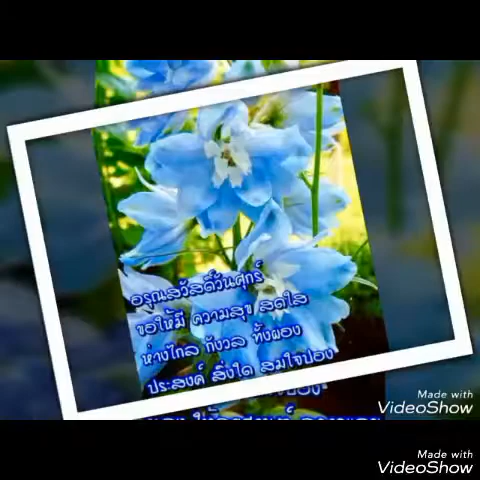 อรุณสวัสดิ์วันศุกร์
ขอให้มี ความสุข สดใส
ห่างไกล กังวล ทั้งผอง
ประสงค์ สิ่งใด สมใจปอง
Made with
VideoShow
Made with
VideoShow